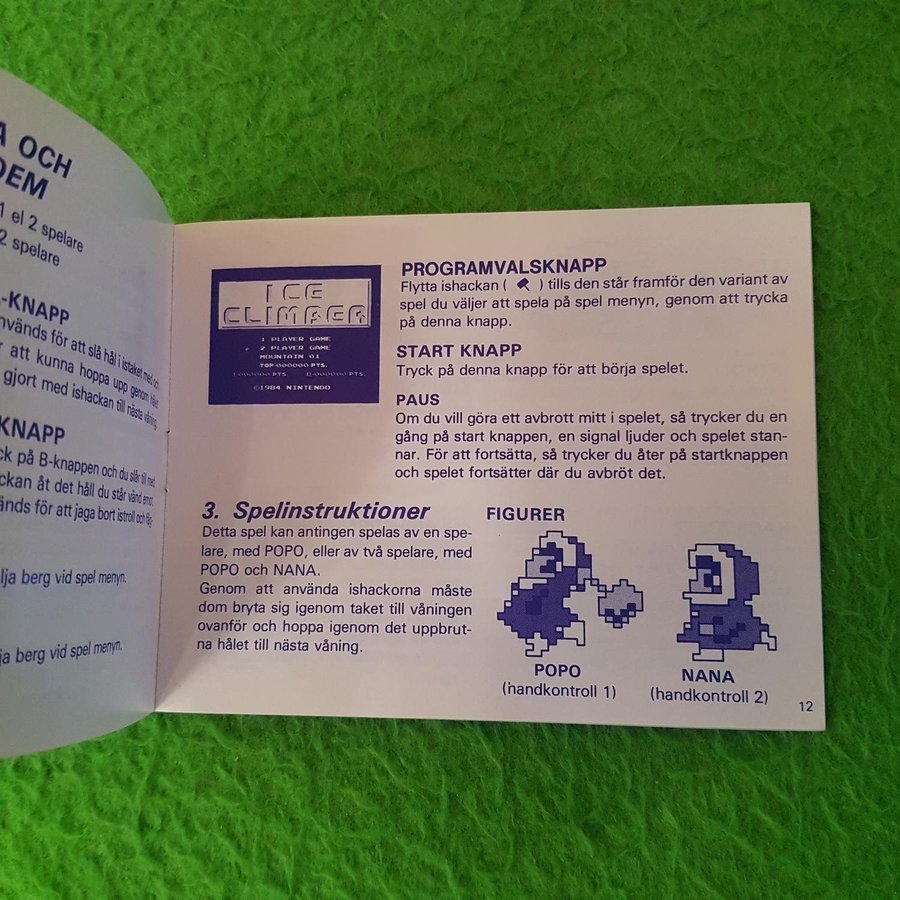 A OCH
DEM
1 el 2 spelare
2 spelare
-KNAPP
nvänds för att slå hål i istaket med och
r att kunna hoppa upp genom hålet
gjort med ishackan till nästa våning.
KNAPP
ck på B-knappen och du slår till med
ckan åt det håll du står vänd emot.
änds för att jaga bort istroll och fåg-
lja berg vid spel menyn.
ja berg vid spel menyn.
ICE
CLIMBER
1 PLAYER GAME
2 PLAYER GAME
MOUNTAIN 01
TOP-000000 PTS.
I-000000 PTS. II-000000 PTS.
©1984 NINTENDO
PROGRAMVALSKNAPP
Flytta ishackan ( ) tills den står framför den variant av
spel du väljer att spela på spel menyn, genom att trycka
på denna knapp.
START KNAPP
Tryck på denna knapp för att börja spelet.
PAUS
Om du vill göra ett avbrott mitt i spelet, så trycker du en
gång på start knappen, en signal ljuder och spelet stan-
nar. För att fortsätta, så trycker du åter på startknappen
och spelet fortsätter där du avbröt det.
3. Spelinstruktioner
Detta spel kan antingen spelas av en spe-
lare, med POPO, eller av två spelare, med
POPO och NANA.
Genom att använda ishackorna måste
dom bryta sig igenom taket till våningen
ovanför och hoppa igenom det uppbrut-
na hålet till nästa våning.
FIGURER
POPO
(handkontroll 1)
NANA
(handkontroll 2)
12